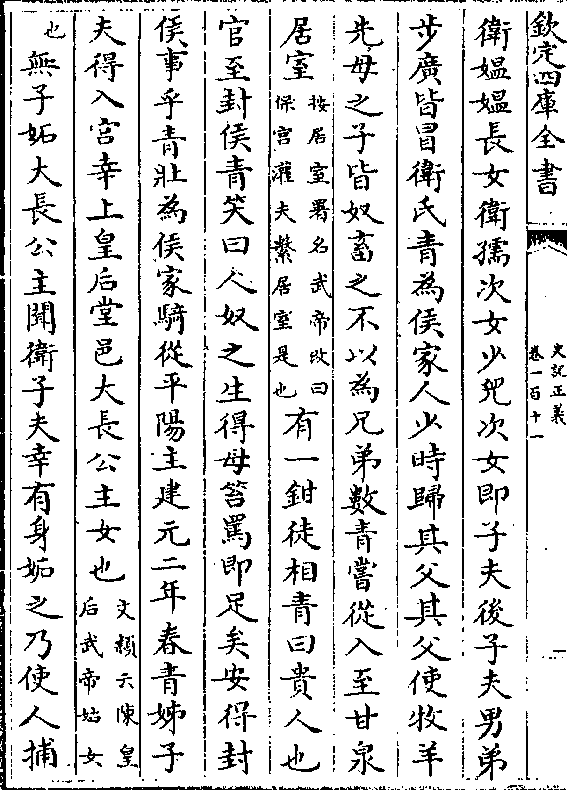 欽定四庫全書
史記正義
卷一百十一
一
衛媪媪長女衛孺次女少兒次女即子夫後子夫男弟
步廣皆冒衛氏青為侯家人少時歸其父其父使牧羊
先母之子皆奴畜之不以為兄弟數青嘗從入至甘泉
居室
按居室署名武帝改曰
保宫灌夫繫居室是也
有一鉗徒相青曰貴人也
官至封侯青笑曰人奴之生得母笞罵即足矣安得封
侯事乎青壯為侯家騎從平陽主建元二年春青姊子
夫得入宮幸上皇后堂邑大長公主女也
文頴云陳皇
后武帝姑女
也
無子妬大長公主聞衛子夫幸有身妬之乃使人捕